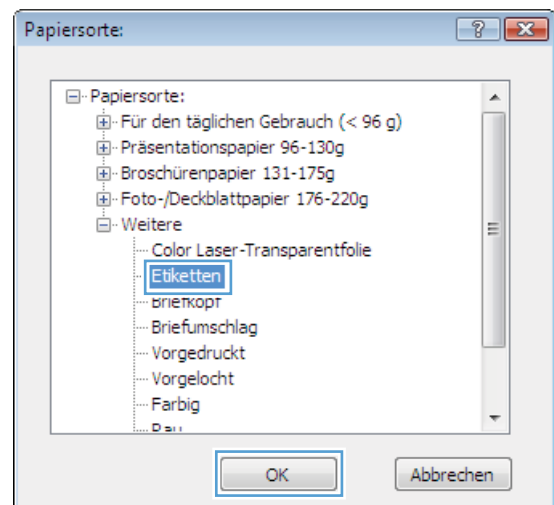 Papiersorte:
Papiersorte:
Für den täglichen Gebrauch (< 96 g)
Präsentationspapier 96-130g
Broschürenpapier 131-175g
Foto-/Deckblattpapier 176-220g
Weitere
Color Laser-Transparentfolie
Etiketten
Briefkopf
Briefumschlag
Vorgedruckt
Vorgelocht
Farbig
Rau
OK Abbrechen